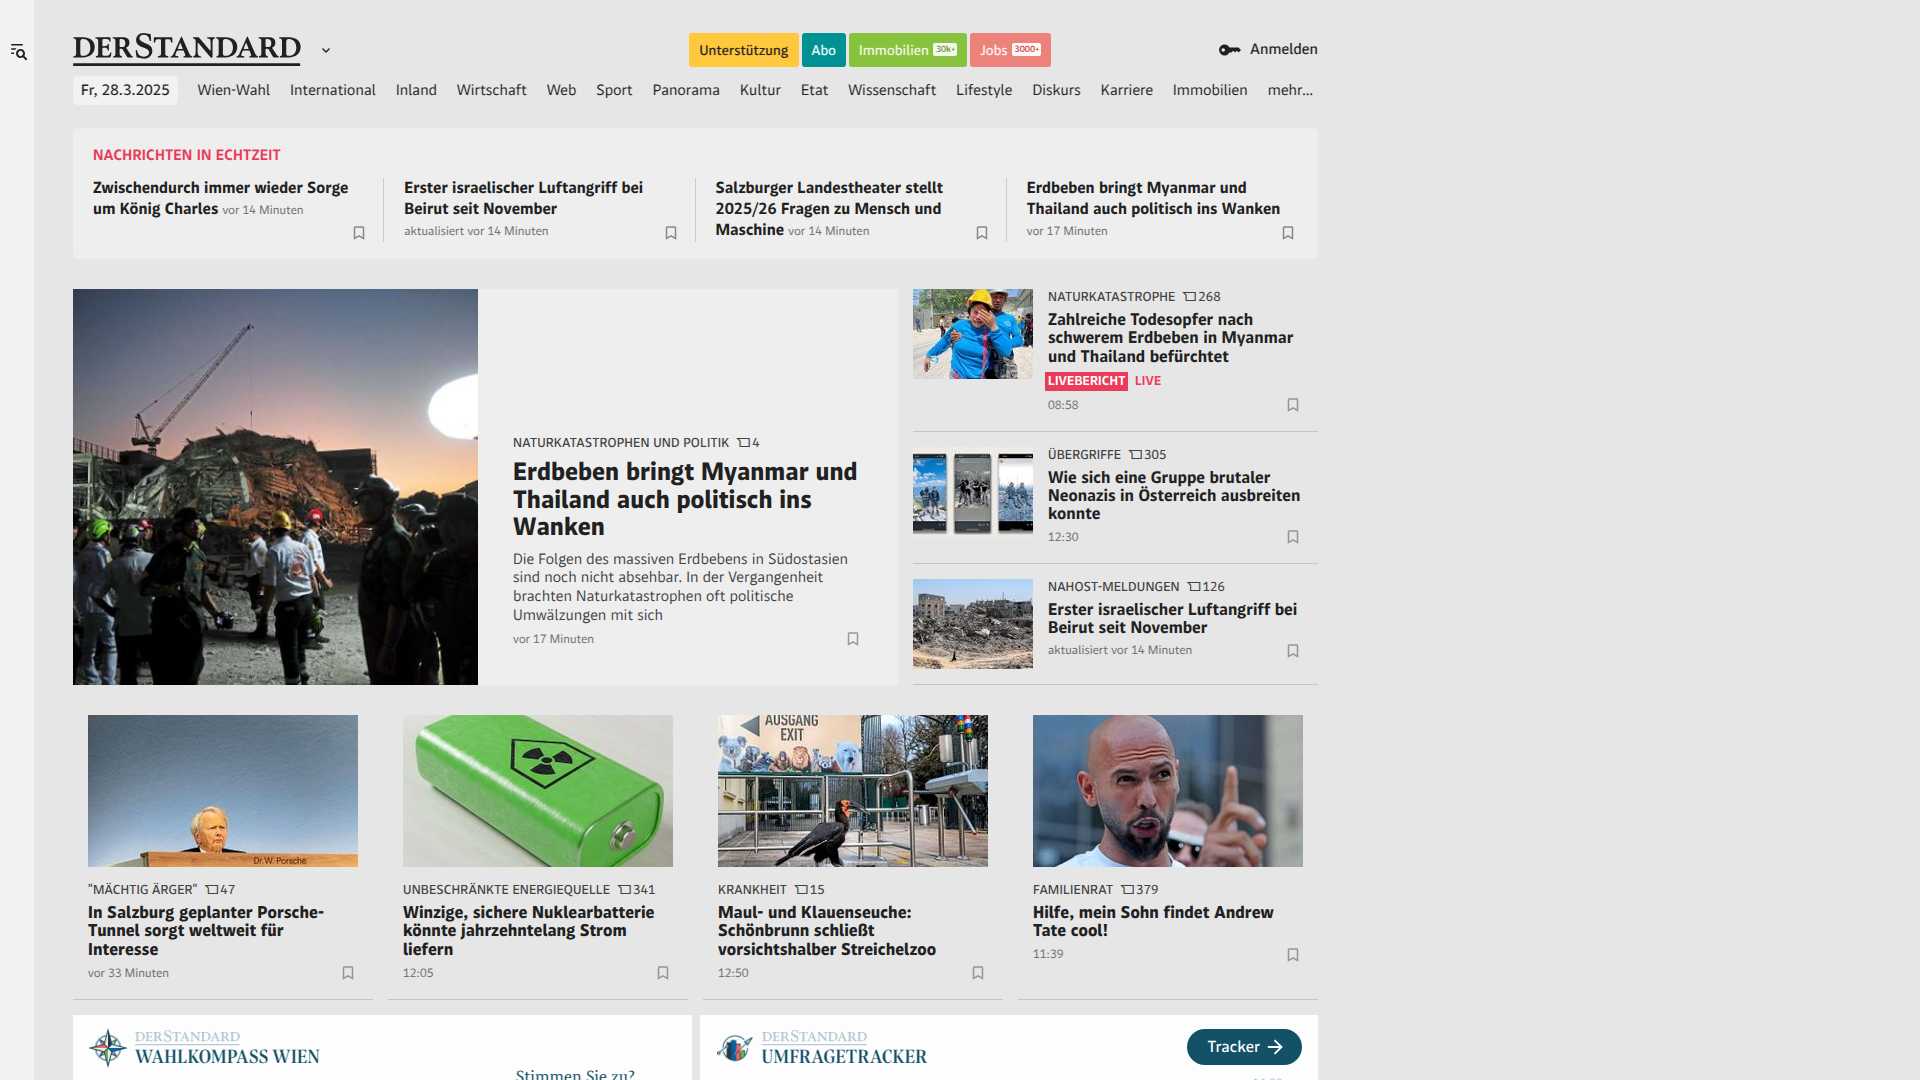 DERSTANDARD
Unterstützung
Abo
Immobilien 30k+
Jobs 3000+
Anmelden
Fr, 28.3.2025
Wien-Wahl
International
Inland
Wirtschaft
Web
Sport
Panorama
Kultur
Etat
Wissenschaft
Lifestyle
Diskurs
Karriere
Immobilien
mehr...
NACHRICHTEN IN ECHTZEIT
Zwischendurch immer wieder Sorge
um König Charles vor 14 Minuten
Erster israelischer Luftangriff bei
Beirut seit November
aktualisiert vor 14 Minuten
Salzburger Landestheater stellt
2025/26 Fragen zu Mensch und
Maschine vor 14 Minuten
Erdbeben bringt Myanmar und
Thailand auch politisch ins Wanken
vor 17 Minuten
NATURKATASTROPHEN UND POLITIK 4
Erdbeben bringt Myanmar und
Thailand auch politisch ins
Wanken
Die Folgen des massiven Erdbebens in Südostasien
sind noch nicht absehbar. In der Vergangenheit
brachten Naturkatastrophen oft politische
Umwälzungen mit sich
vor 17 Minuten
NATURKATASTROPHE 268
Zahlreiche Todesopfer nach
schwerem Erdbeben in Myanmar
und Thailand befürchtet
LIVEBERICHT LIVE
08:58
ÜBERGRIFFE 305
Wie sich eine Gruppe brutaler
Neonazis in Österreich ausbreiten
konnte
12:30
NAHOST-MELDUNGEN 126
Erster israelischer Luftangriff bei
Beirut seit November
aktualisiert vor 14 Minuten
Dr. W. Porsche
"MÄCHTIG ÄRGER" 47
In Salzburg geplanter Porsche-
Tunnel sorgt weltweit für
Interesse
vor 33 Minuten
UNBESCHRÄNKTE ENERGIEQUELLE 341
Winzige, sichere Nuklearbatterie
könnte jahrzehntelang Strom
liefern
12:05
AUSGANG
EXIT
KRANKHEIT 15
Maul- und Klauenseuche:
Schönbrunn schließt
vorsichtshalber Streichelzoo
12:50
FAMILIENRAT 379
Hilfe, mein Sohn findet Andrew
Tate cool!
11:39
DERSTANDARD
WAHLKOMPASS WIEN
Stimmen Sie zu?
DERSTANDARD
UMFRAGETRACKER
Tracker